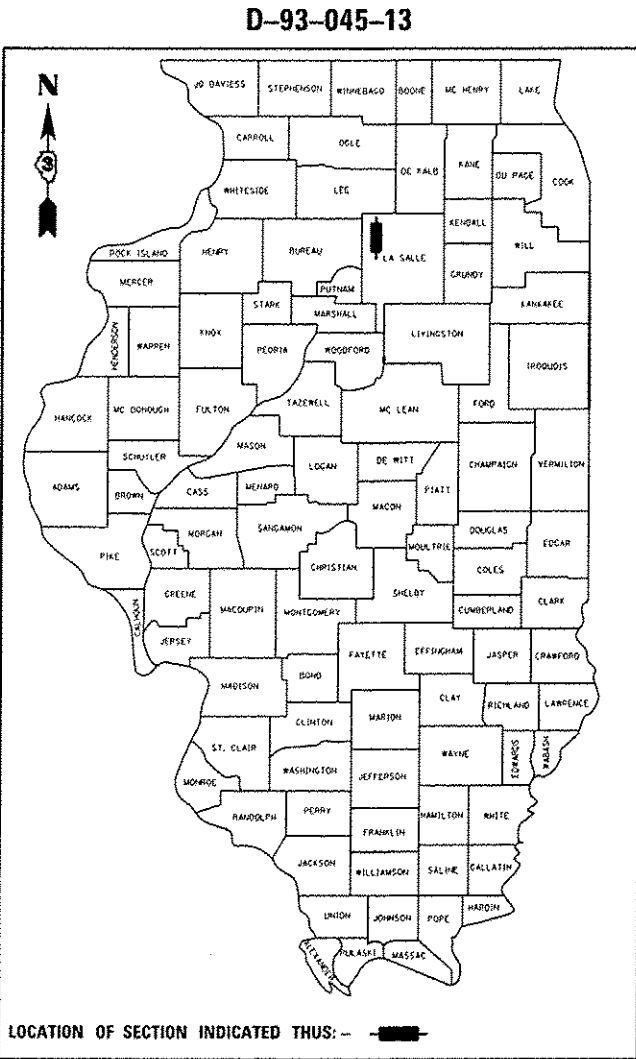 D-93-045-13
N
3
JO DAVIESS STEPHENSON WINNEBAGO BOONE MC HENRY LAKE
CARROLL OGLE DE KALB KANE DU PAGE COOK
WHITESIDE LEE KENDALL WILL
ROCK ISLAND HENRY BUREAU LA SALLE GRUNDY
MERCER PUTNAM KANKAKEE
STARK MARSHALL LIVINGSTON
HENDERSON WARREN KNOX PEORIA WOODFORD IROQUOIS
HANCOCK MC DONOUGH FULTON TAZEWELL MC LEAN FORD
SCHUYLER MASON LOGAN DE WITT CHAMPAIGN VERMILION
ADAMS BROWN CASS MENARD PIATT
MACON
PIKE SCOTT MORGAN SANGAMON MOULTRIE DOUGLAS EDGAR
CHRISTIAN COLES
CALHOUN GREENE MACOUPIN MONTGOMERY SHELBY CUMBERLAND CLARK
JERSEY FAYETTE EFFINGHAM JASPER CRAWFORD
MADISON BOND
CLAY RICHLAND LAWRENCE
CLINTON MARION
ST. CLAIR WAYNE EDWARDS WABASH
WASHINGTON JEFFERSON
MONROE
RANDOLPH PERRY HAMILTON WHITE
FRANKLIN
JACKSON WILLIAMSON SALINE GALLATIN
UNION JOHNSON POPE HARDIN
ALEXANDER PULASKI MASSAC
LOCATION OF SECTION INDICATED THUS: -